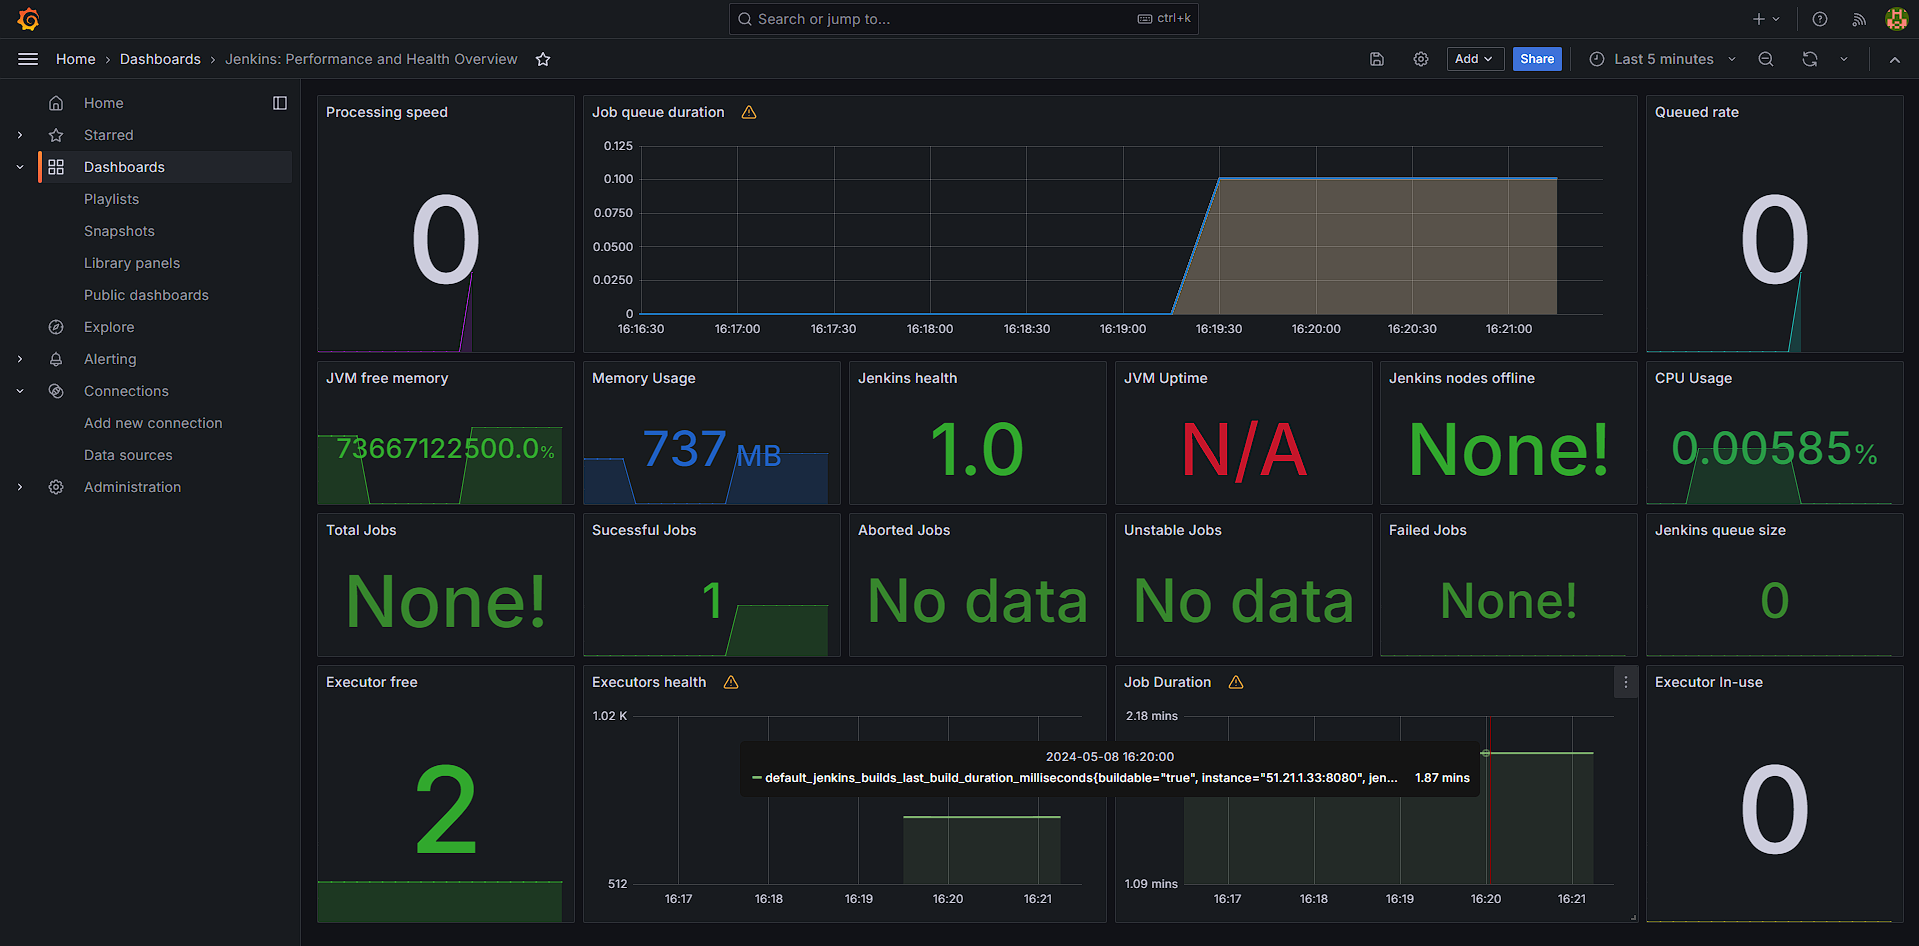 Search or jump to...
ctrl+k
Home › Dashboards › Jenkins: Performance and Health Overview
Add
Share
Last 5 minutes
Home
Starred
Dashboards
Playlists
Snapshots
Library panels
Public dashboards
Explore
Alerting
Connections
Add new connection
Data sources
Administration
Processing speed
0
Job queue duration
0.125
0.100
0.0750
0.0500
0.0250
0
16:16:30 16:17:00 16:17:30 16:18:00 16:18:30 16:19:00 16:19:30 16:20:00 16:20:30 16:21:00
Queued rate
0
JVM free memory
73667122500.0%
Memory Usage
737 MB
Jenkins health
1.0
JVM Uptime
N/A
Jenkins nodes offline
None!
CPU Usage
0.00585%
Total Jobs
None!
Sucessful Jobs
1
Aborted Jobs
No data
Unstable Jobs
No data
Failed Jobs
None!
Jenkins queue size
0
Executor free
2
Executors health
1.02 K
512
16:17 16:18 16:19 16:20 16:21
Job Duration
2.18 mins
1.09 mins
16:17 16:18 16:19 16:20 16:21
2024-05-08 16:20:00
default_jenkins_builds_last_build_duration_milliseconds{buildable="true", instance="51.21.1.33:8080", jen... 1.87 mins
Executor In-use
0